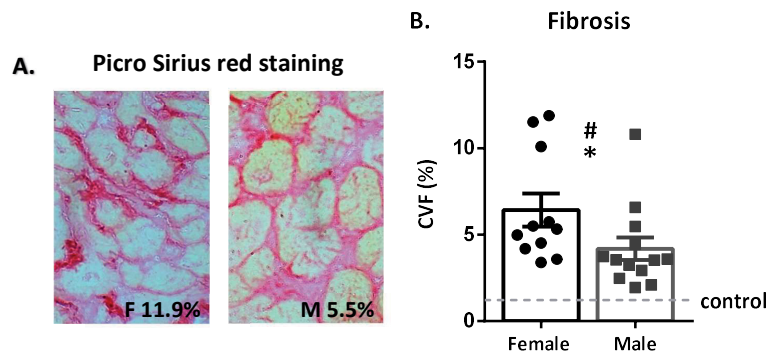 A.
Picro Sirius red staining
F 11.9%
M 5.5%
B.
Fibrosis
CVF (%)
15
10
5
0
#
*
control
Female
Male